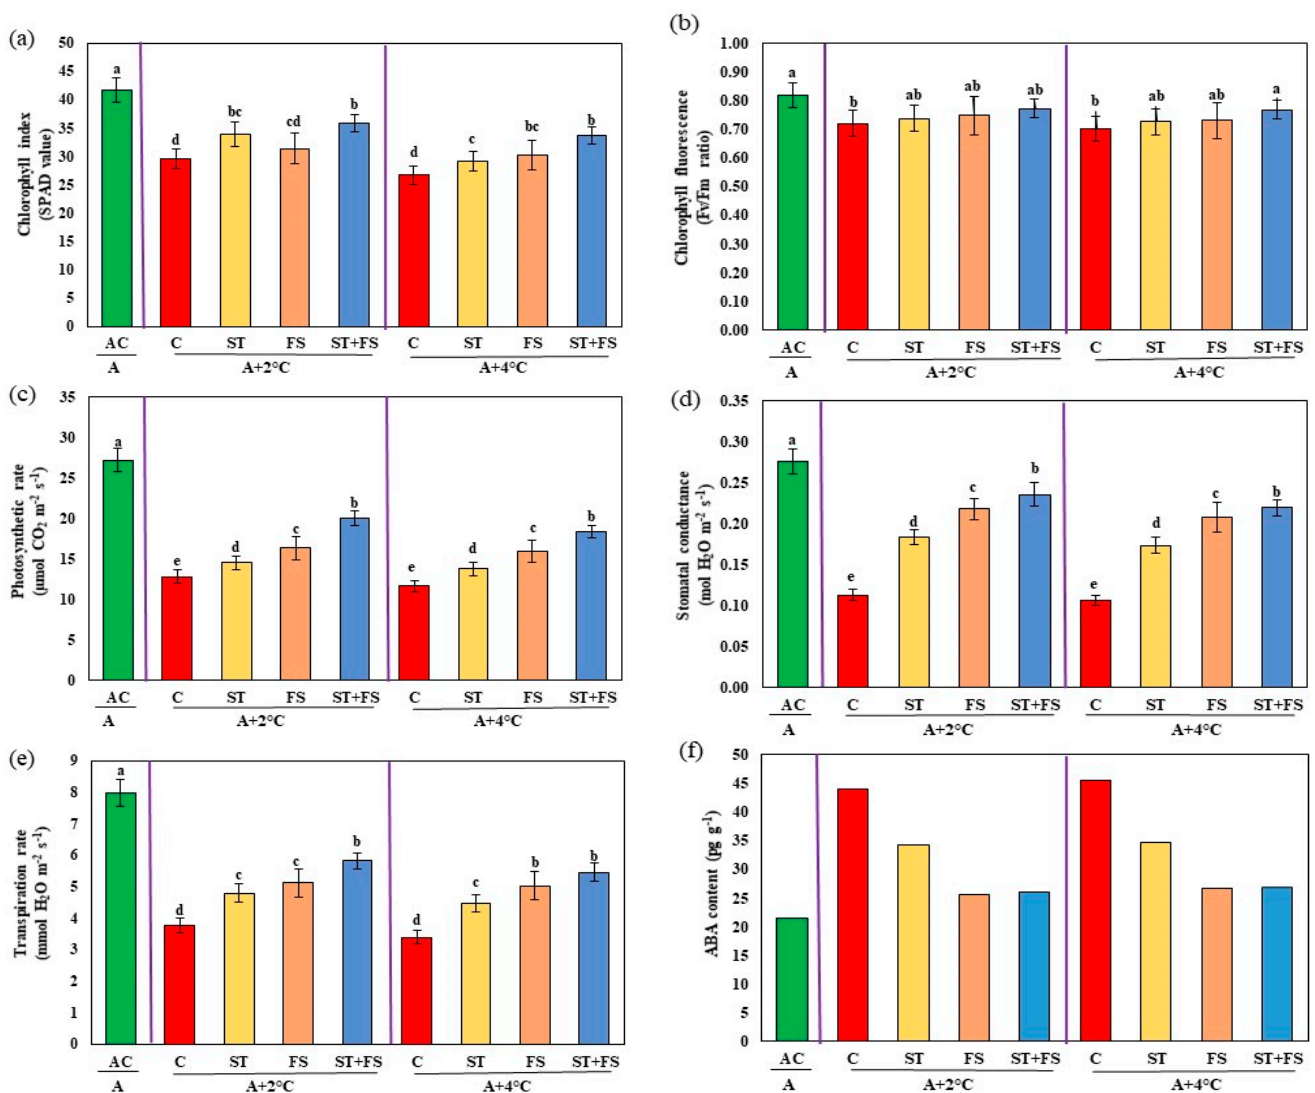 (a)
50
45
40
35
30
25
20
15
10
5
0
Chlorophyll index
(SPAD value)
a
d
bc
cd
b
d
c
bc
b
AC
C
ST
FS
ST+FS
C
ST
FS
ST+FS
A
A+2°C
A+4°C
(b)
1.00
0.90
0.80
0.70
0.60
0.50
0.40
0.30
0.20
0.10
0.00
Chlorophyll fluorescence
(Fv/Fm ratio)
a
b
ab
ab
ab
b
ab
ab
a
AC
C
ST
FS
ST+FS
C
ST
FS
ST+FS
A
A+2°C
A+4°C
(c)
35
30
25
20
15
10
5
0
Photosynthetic rate
(µmol CO₂ m⁻² s⁻¹)
a
e
d
c
b
e
d
c
b
AC
C
ST
FS
ST+FS
C
ST
FS
ST+FS
A
A+2°C
A+4°C
(d)
0.35
0.30
0.25
0.20
0.15
0.10
0.05
0.00
Stomatal conductance
(mol H₂O m⁻² s⁻¹)
a
e
d
c
b
e
d
c
b
AC
C
ST
FS
ST+FS
C
ST
FS
ST+FS
A
A+2°C
A+4°C
(e)
9
8
7
6
5
4
3
2
1
0
Transpiration rate
(mmol H₂O m⁻² s⁻¹)
a
d
c
c
b
d
c
b
b
AC
C
ST
FS
ST+FS
C
ST
FS
ST+FS
A
A+2°C
A+4°C
(f)
50
45
40
35
30
25
20
15
10
5
0
ABA content (pg g⁻¹)
AC
C
ST
FS
ST+FS
C
ST
FS
ST+FS
A
A+2°C
A+4°C